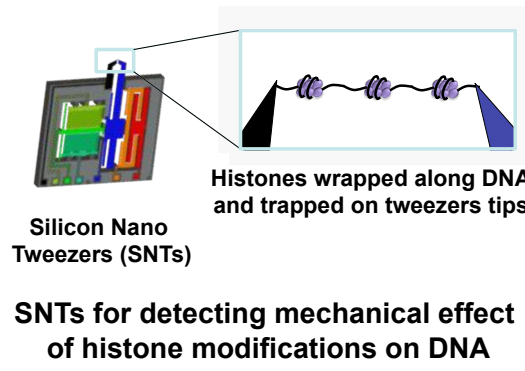 Histones wrapped along DNA
and trapped on tweezers tips
Silicon Nano
Tweezers (SNTs)
SNTs for detecting mechanical effect
of histone modifications on DNA